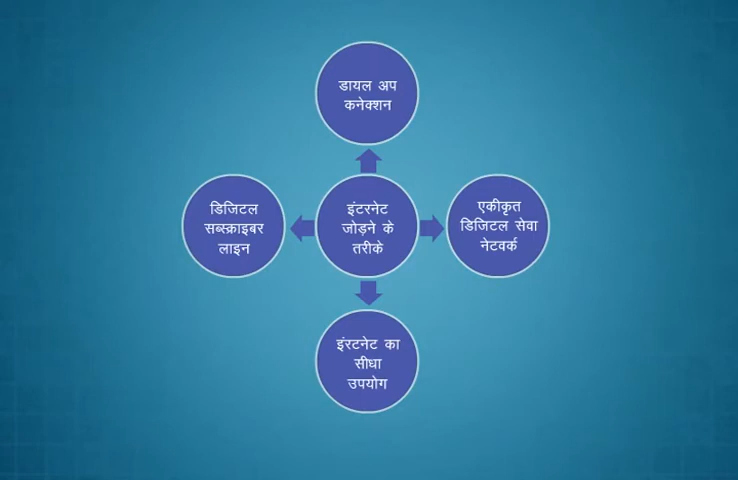 डायल अप
कनेक्शन
डिजिटल
सब्स्क्राइबर
लाइन
इंटरनेट
जोड़ने के
तरीके
एकीकृत
डिजिटल सेवा
नेटवर्क
इंरटनेट का
सीधा
उपयोग